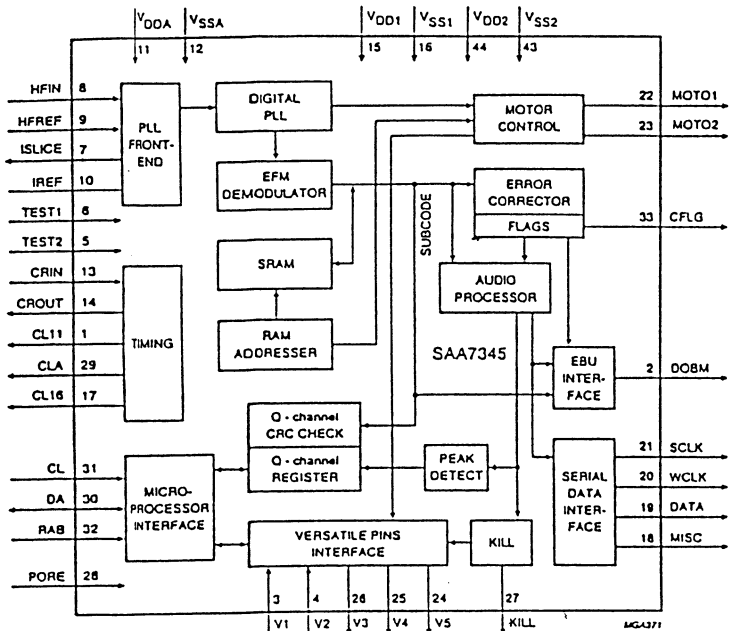 VDDA VSSA VDD1 VSS1 VDD2 VSS2
11 12 15 16 44 43
HFIN 8
HFREF 9
ISLICE 7
IREF 10
TEST1 6
TEST2 5
CRIN 13
CROUT 14
CL11 1
CLA 29
CL16 17
CL 31
DA 30
RAB 32
PORE 28
PLL
FRONT-
END
DIGITAL
PLL
EFM
DEMODULATOR
SRAM
RAM
ADDRESSER
TIMING
MOTOR
CONTROL
ERROR
CORRECTOR
FLAGS
SUBCODE
AUDIO
PROCESSOR
SAA7345
EBU
INTER-
FACE
Q - channel
CRC CHECK
Q - channel
REGISTER
PEAK
DETECT
SERIAL
DATA
INTER-
FACE
MICRO-
PROCESSOR
INTERFACE
VERSATILE PINS
INTERFACE
KILL
22 MOTO1
23 MOTO2
33 CFLG
2 DOBM
21 SCLK
20 WCLK
19 DATA
18 MISC
3 4 26 25 24 27
V1 V2 V3 V4 V5 KILL
MGA371